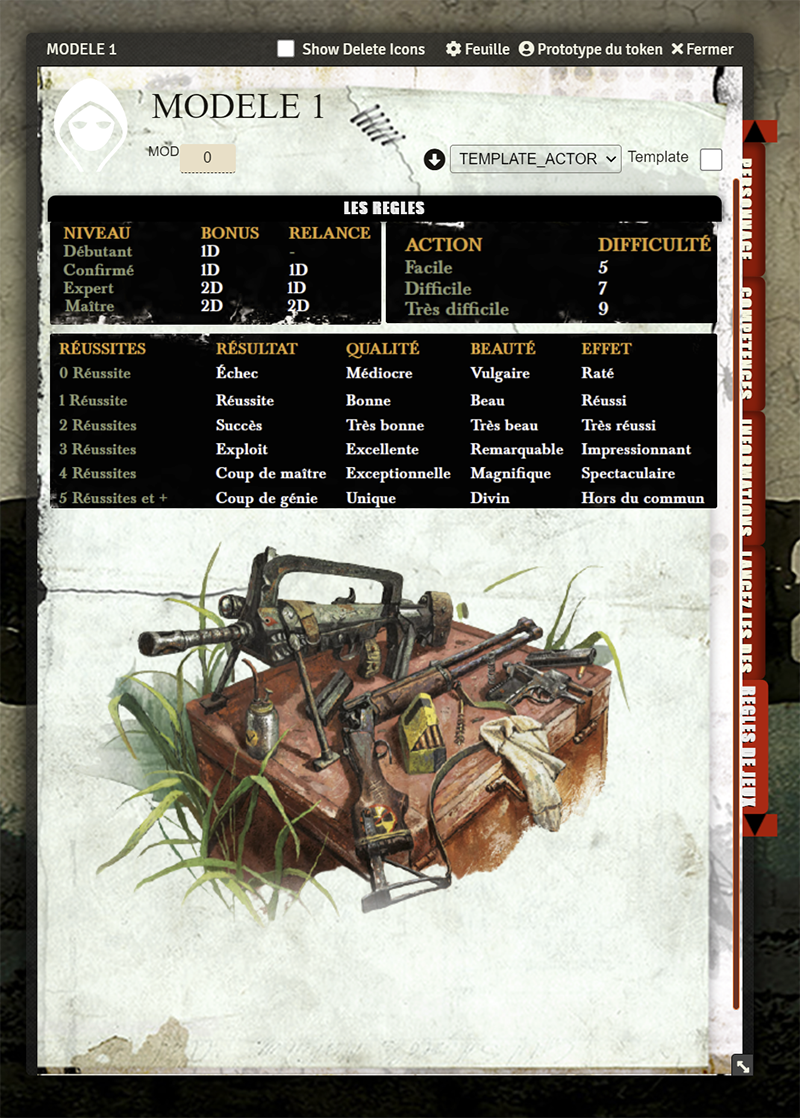 MODELE 1
Show Delete Icons
Feuille
Prototype du token
Fermer
MODELE 1
MOD
0
TEMPLATE_ACTOR
Template
LES REGLES
NIVEAU BONUS RELANCE
Débutant 1D -
Confirmé 1D 1D
Expert 2D 1D
Maître 2D 2D
ACTION DIFFICULTÉ
Facile 5
Difficile 7
Très difficile 9
RÉUSSITES RÉSULTAT QUALITÉ BEAUTÉ EFFET
0 Réussite Échec Médiocre Vulgaire Raté
1 Réussite Réussite Bonne Beau Réussi
2 Réussites Succès Très bonne Très beau Très réussi
3 Réussites Exploit Excellente Remarquable Impressionnant
4 Réussites Coup de maître Exceptionnelle Magnifique Spectaculaire
5 Réussites et + Coup de génie Unique Divin Hors du commun
PERSONNAGE
COMPETENCES
INFORMATIONS
LANCEZ LES DES
REGLES DE JEUX